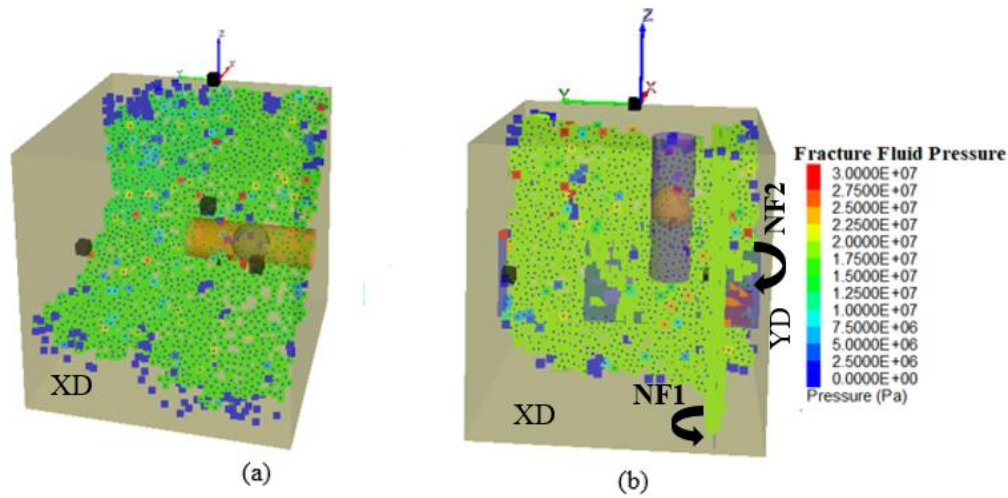 Z
X
Y
XD
(a)
Z
X
Y
NF2
YD
NF1
XD
(b)
Fracture Fluid Pressure
3.0000E+07
2.7500E+07
2.5000E+07
2.2500E+07
2.0000E+07
1.7500E+07
1.5000E+07
1.2500E+07
1.0000E+07
7.5000E+06
5.0000E+06
2.5000E+06
0.0000E+00
Pressure (Pa)